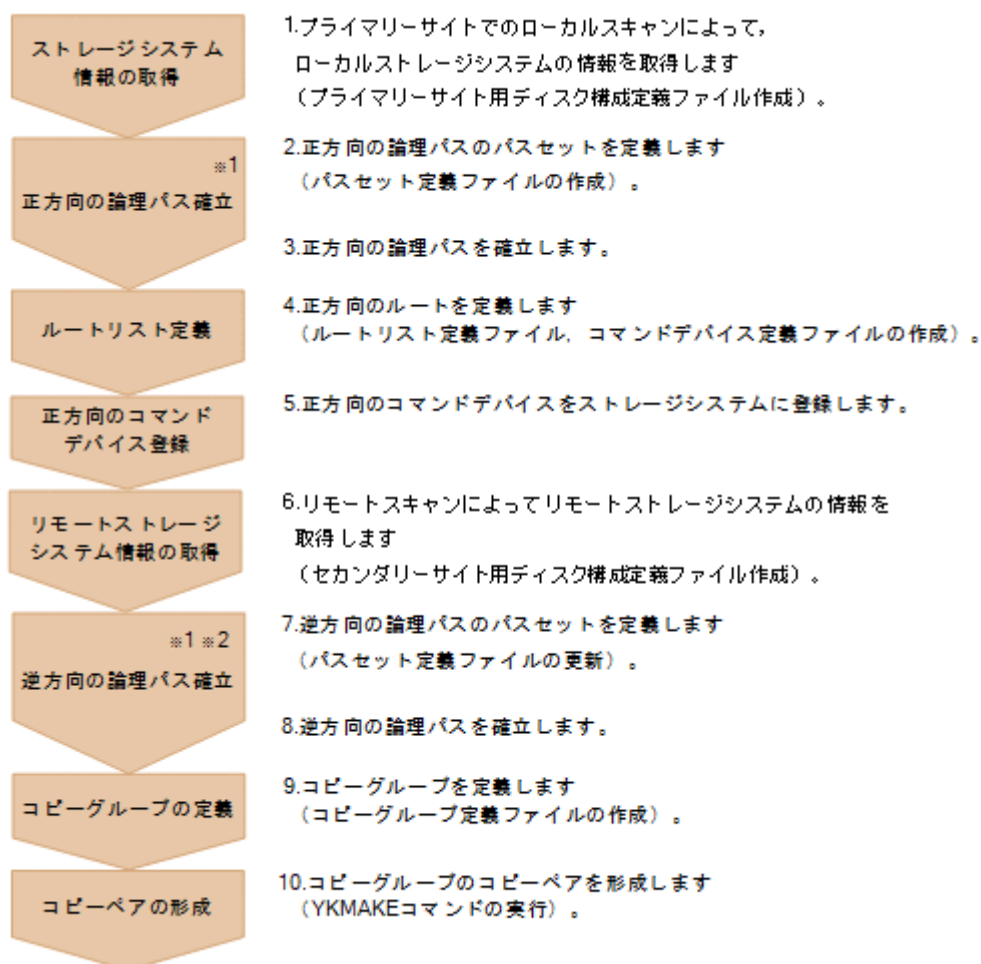 ストレージシステム
情報の取得
1.プライマリーサイトでのローカルスキャンによって，
ローカルストレージシステムの情報を取得します
（プライマリーサイト用ディスク構成定義ファイル作成）。
※1
正方向の論理パス確立
2.正方向の論理パスのパスセットを定義します
（パスセット定義ファイルの作成）。
3.正方向の論理パスを確立します。
ルートリスト定義
4.正方向のルートを定義します
（ルートリスト定義ファイル，コマンドデバイス定義ファイルの作成）。
正方向のコマンド
デバイス登録
5.正方向のコマンドデバイスをストレージシステムに登録します。
リモートストレージ
システム情報の取得
6.リモートスキャンによってリモートストレージシステムの情報を
取得します
（セカンダリーサイト用ディスク構成定義ファイル作成）。
※1 ※2
逆方向の論理パス確立
7.逆方向の論理パスのパスセットを定義します
（パスセット定義ファイルの更新）。
8.逆方向の論理パスを確立します。
コピーグループの定義
9.コピーグループを定義します
（コピーグループ定義ファイルの作成）。
コピーペアの形成
10.コピーグループのコピーペアを形成します
（YKMAKEコマンドの実行）。